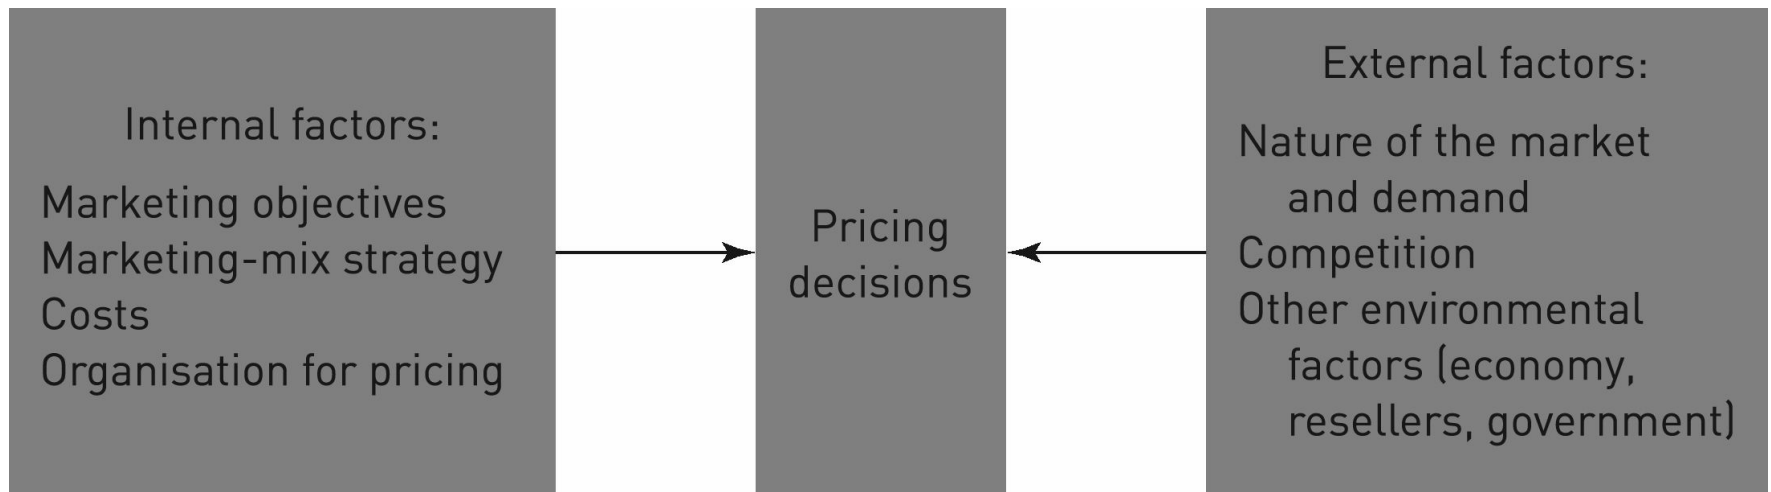 Internal factors:
Marketing objectives
Marketing-mix strategy
Costs
Organisation for pricing
Pricing
decisions
External factors:
Nature of the market
and demand
Competition
Other environmental
factors (economy,
resellers, government)